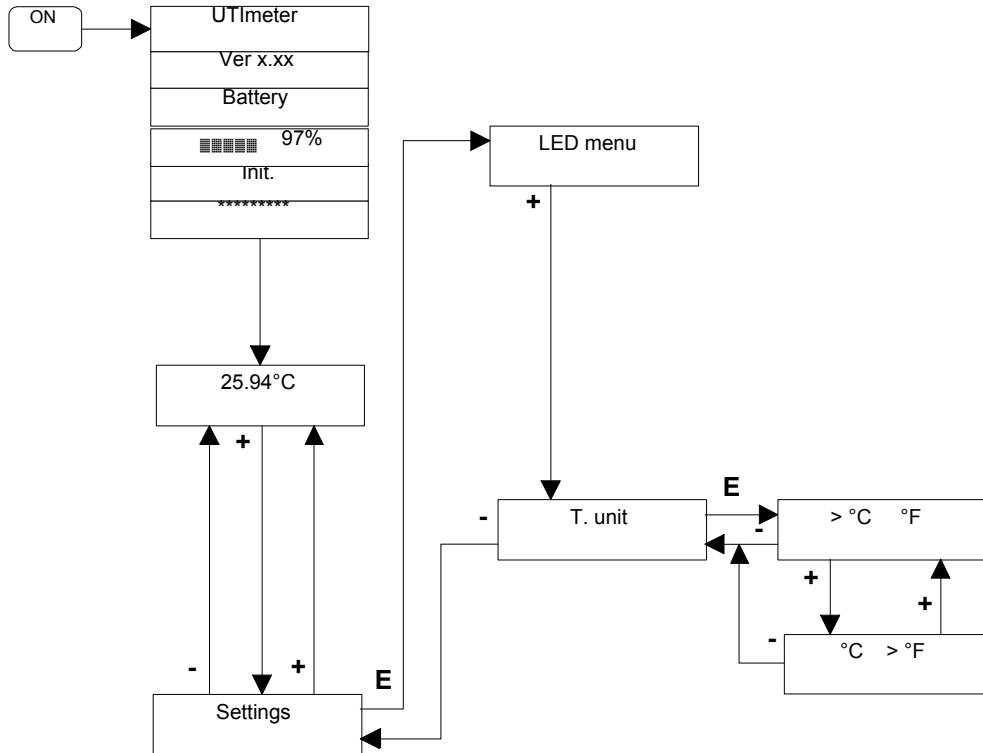 ON
UTImeter
Ver x.xx
Battery
97%
Init.
*********
LED menu
+
25.94°C
+
- T. unit E > °C °F
-
+ +
- °C > °F
- + E
Settings